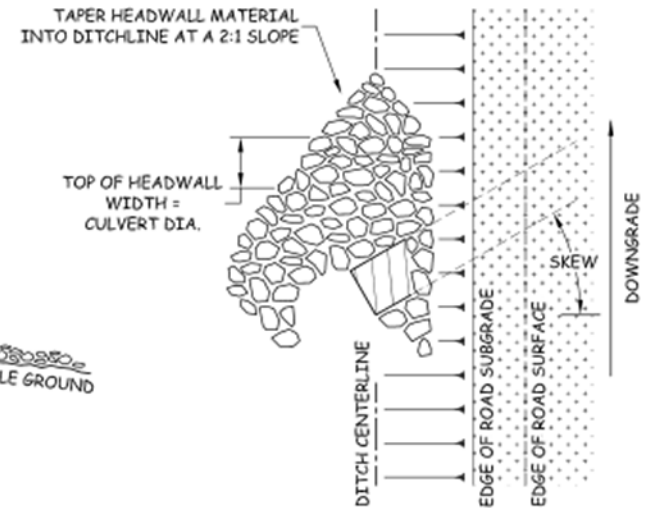 TAPER HEADWALL MATERIAL
INTO DITCHLINE AT A 2:1 SLOPE
TOP OF HEADWALL
WIDTH =
CULVERT DIA.
SKEW
DOWNGRADE
LE GROUND
DITCH CENTERLINE
EDGE OF ROAD SUBGRADE
EDGE OF ROAD SURFACE